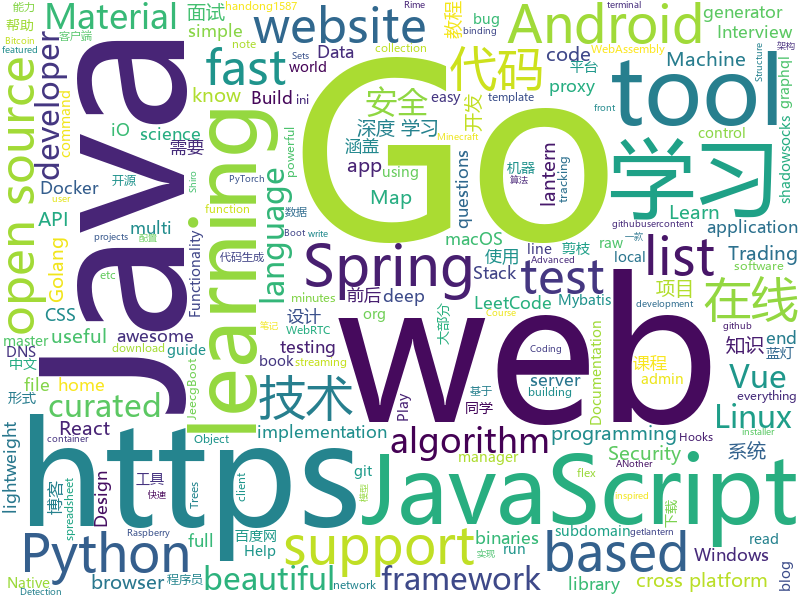 能力
Bitcoin
featured
帮助
客户端
Rime
terminal
架构
handong1587
binding
note
collection
Sets
Material
面试
simple
website
bug
Data
world
Android
教程
generator
Interview
WebAssembly
平台
Structure
graphql
front
open source
developer
command
iO
know
science
Build
ini
fast
code
Machine
easy
proxy
template
Java
Go
代码
安全
开发
tool
深度 学习
涵盖
powerful
app
using
Map
questions
机器
算法
lantern
tracking
学习
control
shadowsocks
Learn
githubusercontent
一款
raw
application
Docker
需要
开源
Shiro
PyTorch
API
multi
user
function
数据
Boot
write
projects
配置
代码生成
Golang
etc
minutes
learning
language
Functionality
macOS
使用
line
剪枝
local
Trading
software
Spring
test
list
Stack
LeetCode
Mybatis
前后
deep
大部分
Advanced
Documentation
项目
在线
development
github
CSS
master
useful
DNS
中文
guide
download
awesome
笔记
WebRTC
org
设计
testing
book
streaming
Course
Coding
building
基于
Play
同学
server
课程
admin
知识
end
蓝灯
everything
file
home
形式
JeecgBoot
web
Vue
curated
技术
Linux
React
Object
implementation
algorithm
programming
Hooks
Security
系统
installer
container
lightweight
https
JavaScript
博客
Design
工具
快速
Trees
client
git
百度网
Help
full
manager
flex
ANother
inspired
下载
spreadsheet
support
模型
binaries
实现
run
subdomain
getlantern
read
Windows
blog
Python
based
Native
Detection
browser
程序员
Raspberry
beautiful
network
framework
Minecraft
library
cross platform